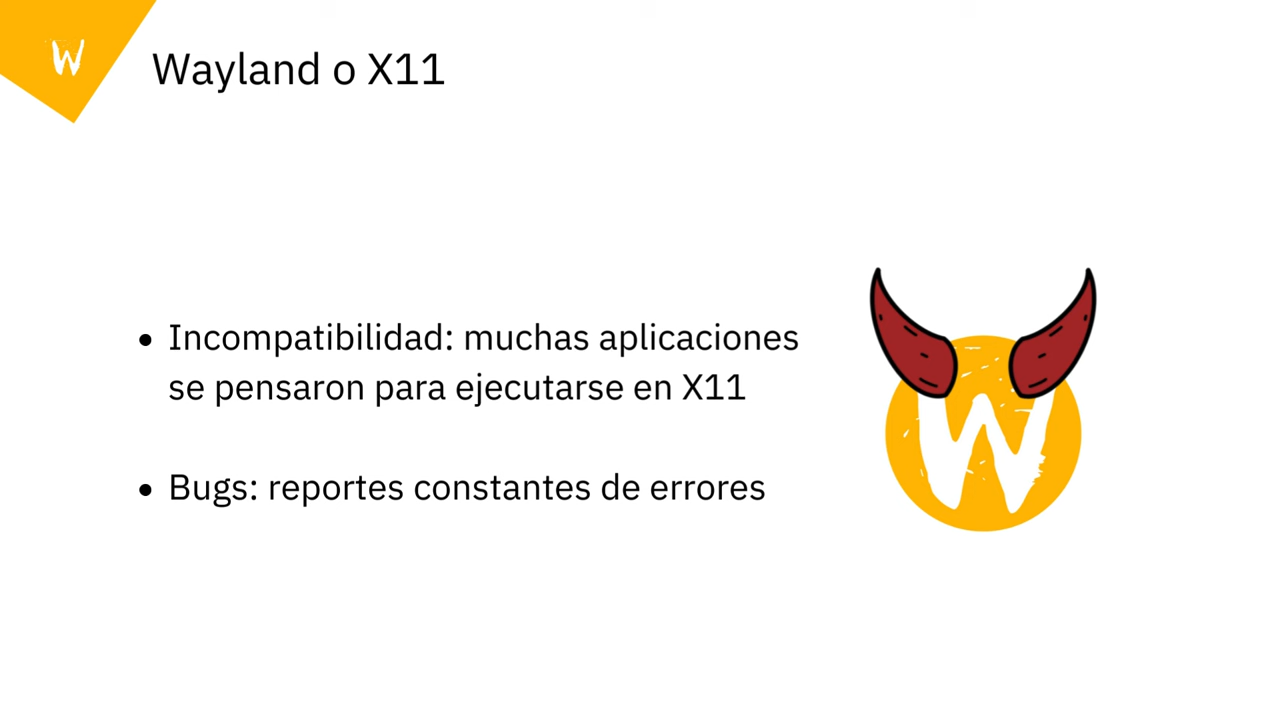 W
Wayland o X11
• Incompatibilidad: muchas aplicaciones
se pensaron para ejecutarse en X11
• Bugs: reportes constantes de errores
W